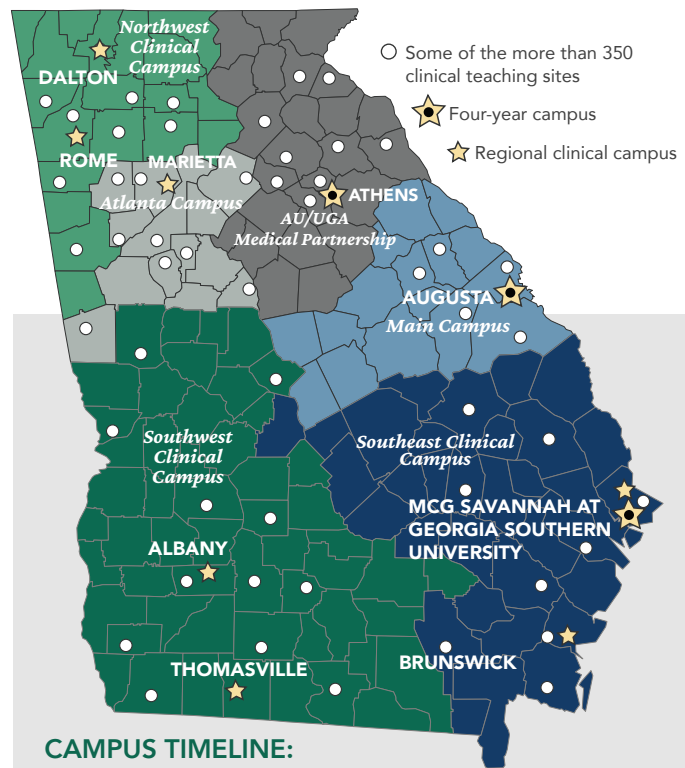 Northwest
Clinical
Campus
DALTON
Some of the more than 350
clinical teaching sites
Four-year campus
Regional clinical campus
ROME
MARIETTA
Atlanta Campus
ATHENS
AU/UGA
Medical Partnership
AUGUSTA
Main Campus
Southwest
Clinical
Campus
Southeast Clinical
Campus
MCG SAVANNAH AT
GEORGIA SOUTHERN
UNIVERSITY
ALBANY
BRUNSWICK
THOMASVILLE
CAMPUS TIMELINE: